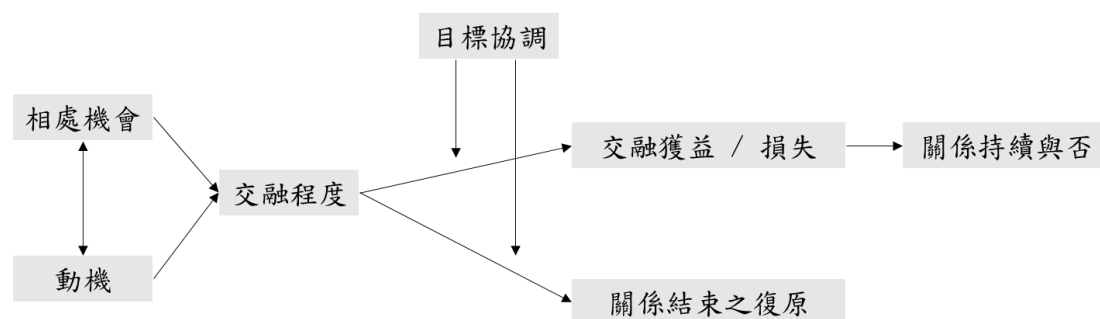 目標協調
相處機會
交融獲益 / 損失
關係持續與否
交融程度
動機
關係結束之復原